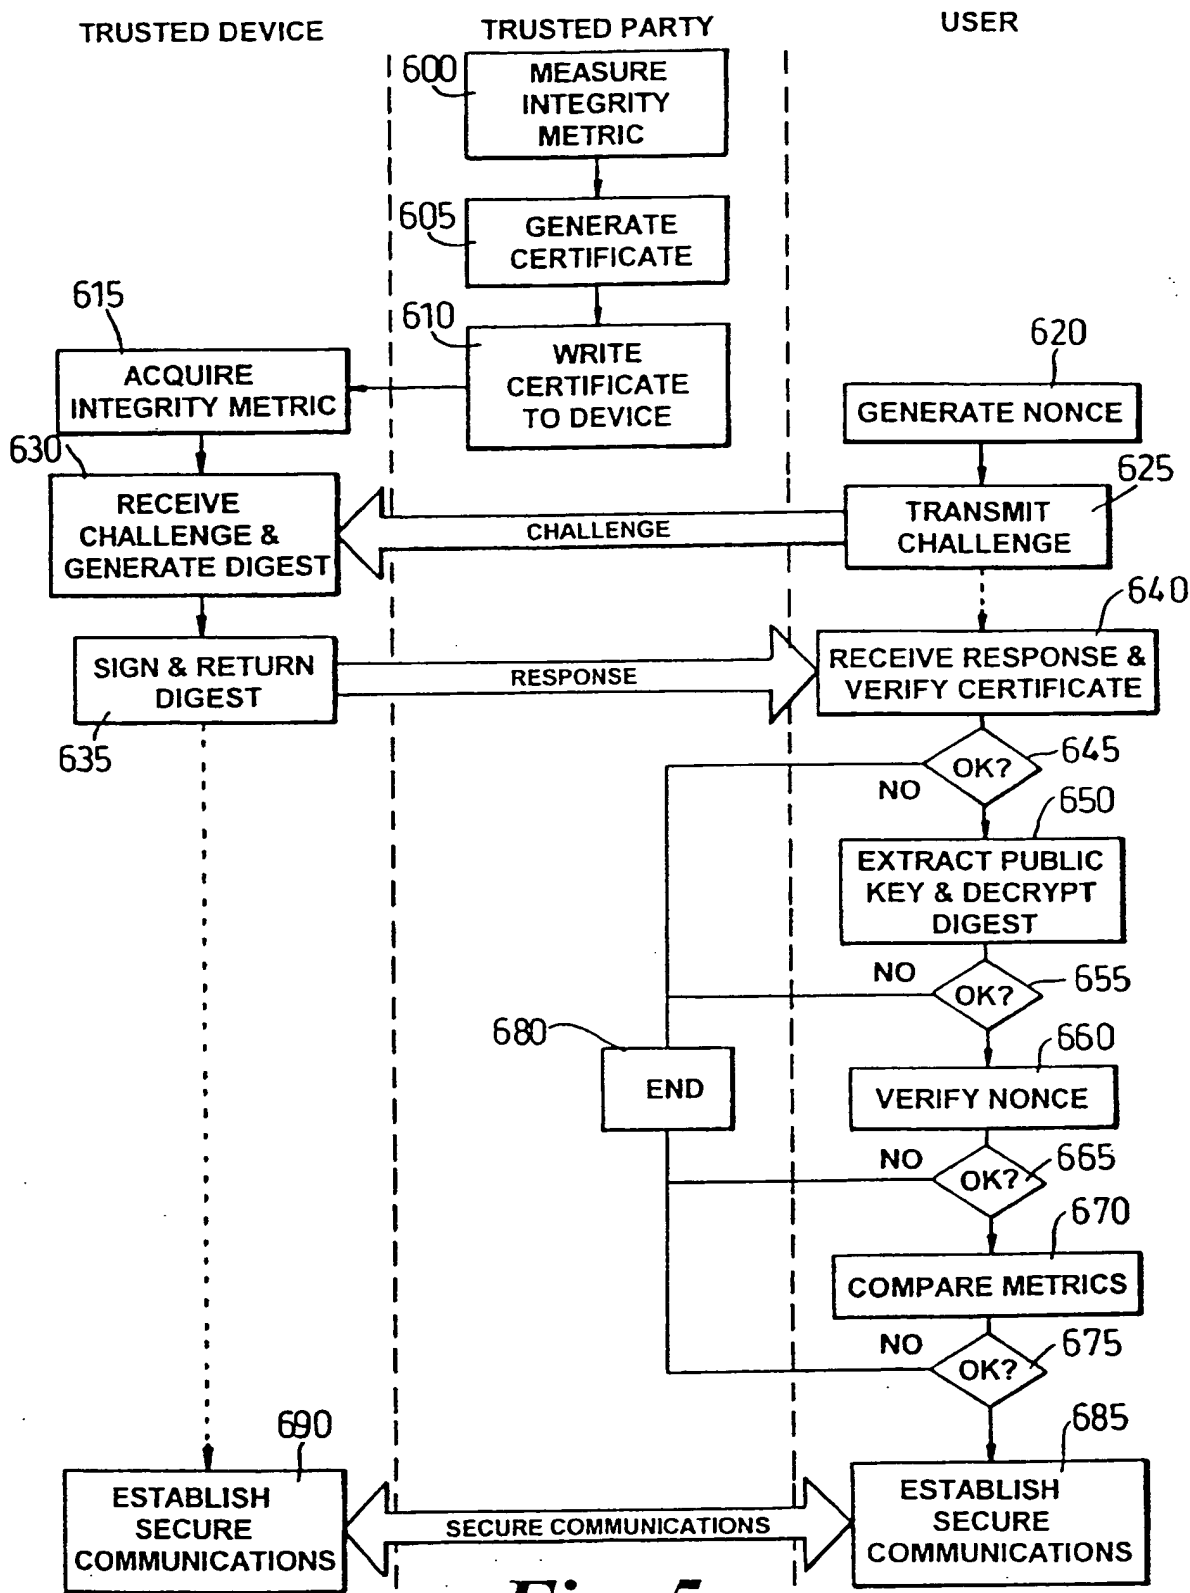 TRUSTED DEVICE
TRUSTED PARTY
USER
600
MEASURE
INTEGRITY
METRIC
605
GENERATE
CERTIFICATE
610
WRITE
CERTIFICATE
TO DEVICE
615
ACQUIRE
INTEGRITY METRIC
620
GENERATE NONCE
630
RECEIVE
CHALLENGE &
GENERATE DIGEST
CHALLENGE
625
TRANSMIT
CHALLENGE
640
SIGN & RETURN
DIGEST
635
RESPONSE
RECEIVE RESPONSE &
VERIFY CERTIFICATE
OK?
645
NO
650
EXTRACT PUBLIC
KEY & DECRYPT
DIGEST
NO
OK?
655
680
END
660
VERIFY NONCE
NO
OK?
665
670
COMPARE METRICS
NO
OK?
675
690
ESTABLISH
SECURE
COMMUNICATIONS
SECURE COMMUNICATIONS
685
ESTABLISH
SECURE
COMMUNICATIONS